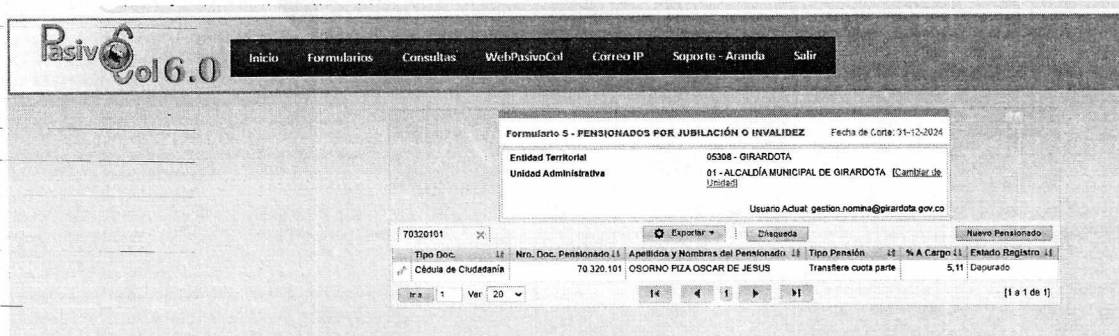 PasivoCol 6.0
Inicio Formularios Consultas WebPasivoCol Correo IP Soporte - Aranda Salir
Formulario 5 - PENSIONADOS POR JUBILACIÓN O INVALIDEZ Fecha de Corte: 31-12-2024
Entidad Territorial 05308 - GIRARDOTA
Unidad Administrativa 01 - ALCALDÍA MUNICIPAL DE GIRARDOTA [Cambiar de
Unidad]
Usuario Actual: gestion.nomina@girardota.gov.co
70320101 Exportar Búsqueda Nuevo Pensionado
Tipo Doc. Nro. Doc. Pensionado Apellidos y Nombres del Pensionado Tipo Pensión % A Cargo Estado Registro
Cédula de Ciudadanía 70.320.101 OSORNO PIZA OSCAR DE JESUS Transfiere cuota parte 5,11 Depurado
Ir a 1 Ver 20 1 [1 a 1 de 1]